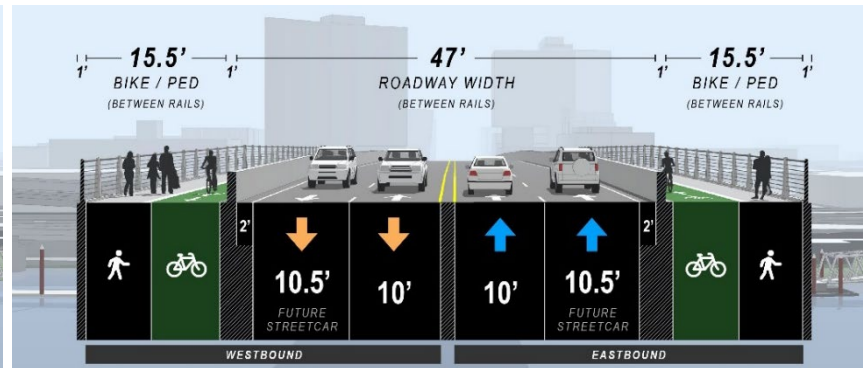 1' 15.5' 1' 47' 1' 15.5' 1'
BIKE / PED ROADWAY WIDTH BIKE / PED
(BETWEEN RAILS) (BETWEEN RAILS) (BETWEEN RAILS)
2' 2'
10.5' 10' 10' 10.5'
FUTURE FUTURE
STREETCAR STREETCAR
WESTBOUND EASTBOUND